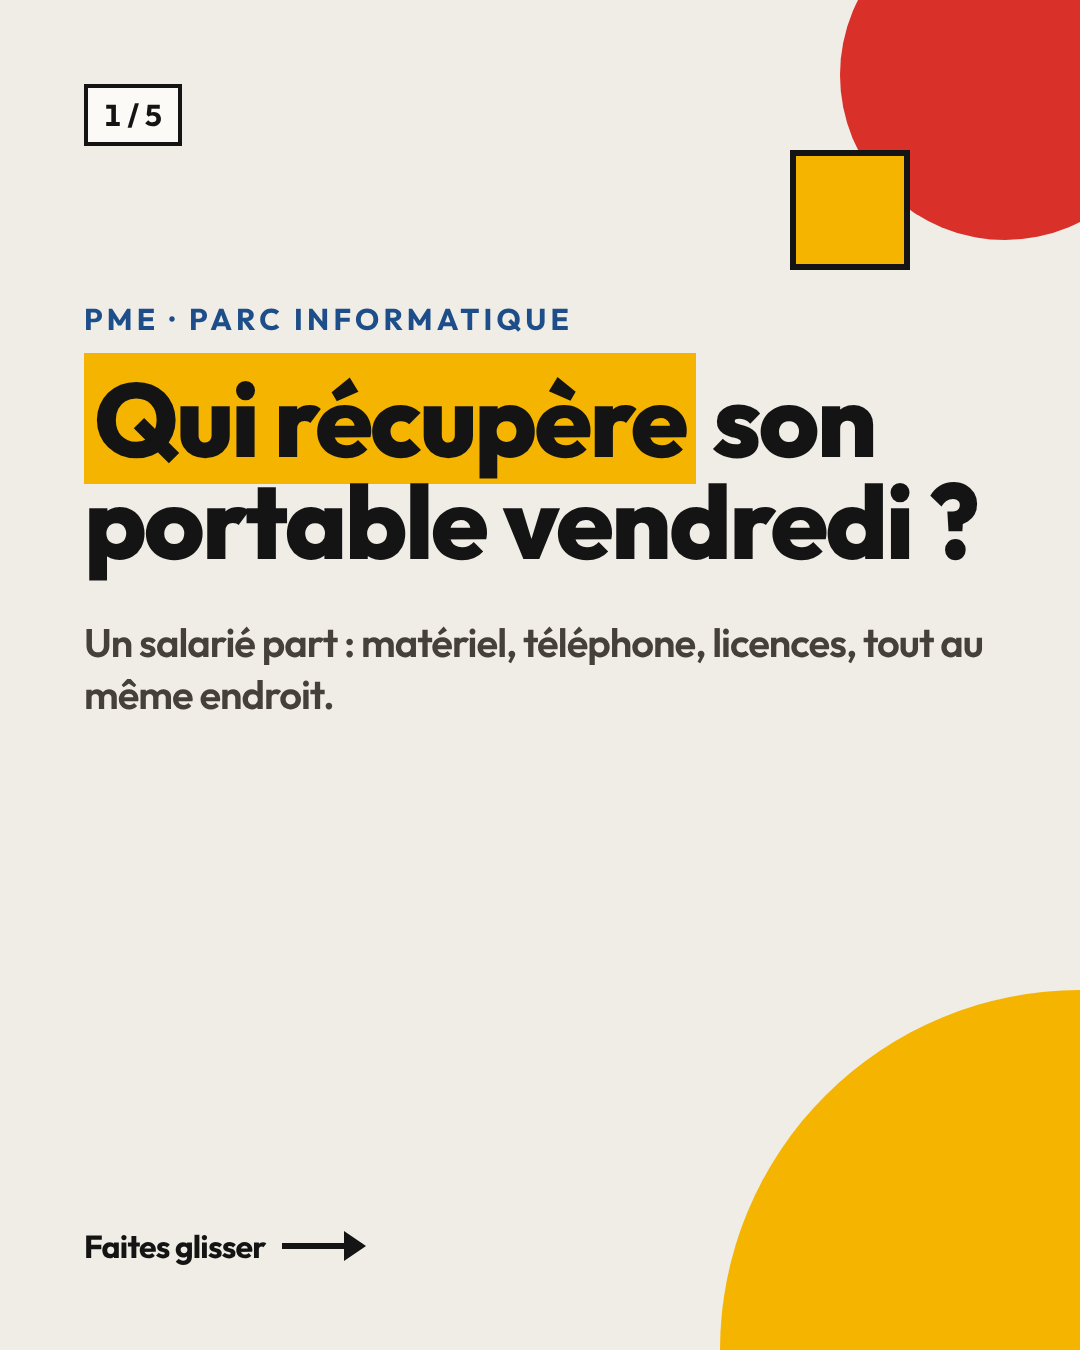 1 / 5
PME · PARC INFORMATIQUE
Qui récupère son
portable vendredi ?
Un salarié part : matériel, téléphone, licences, tout au
même endroit.
Faites glisser